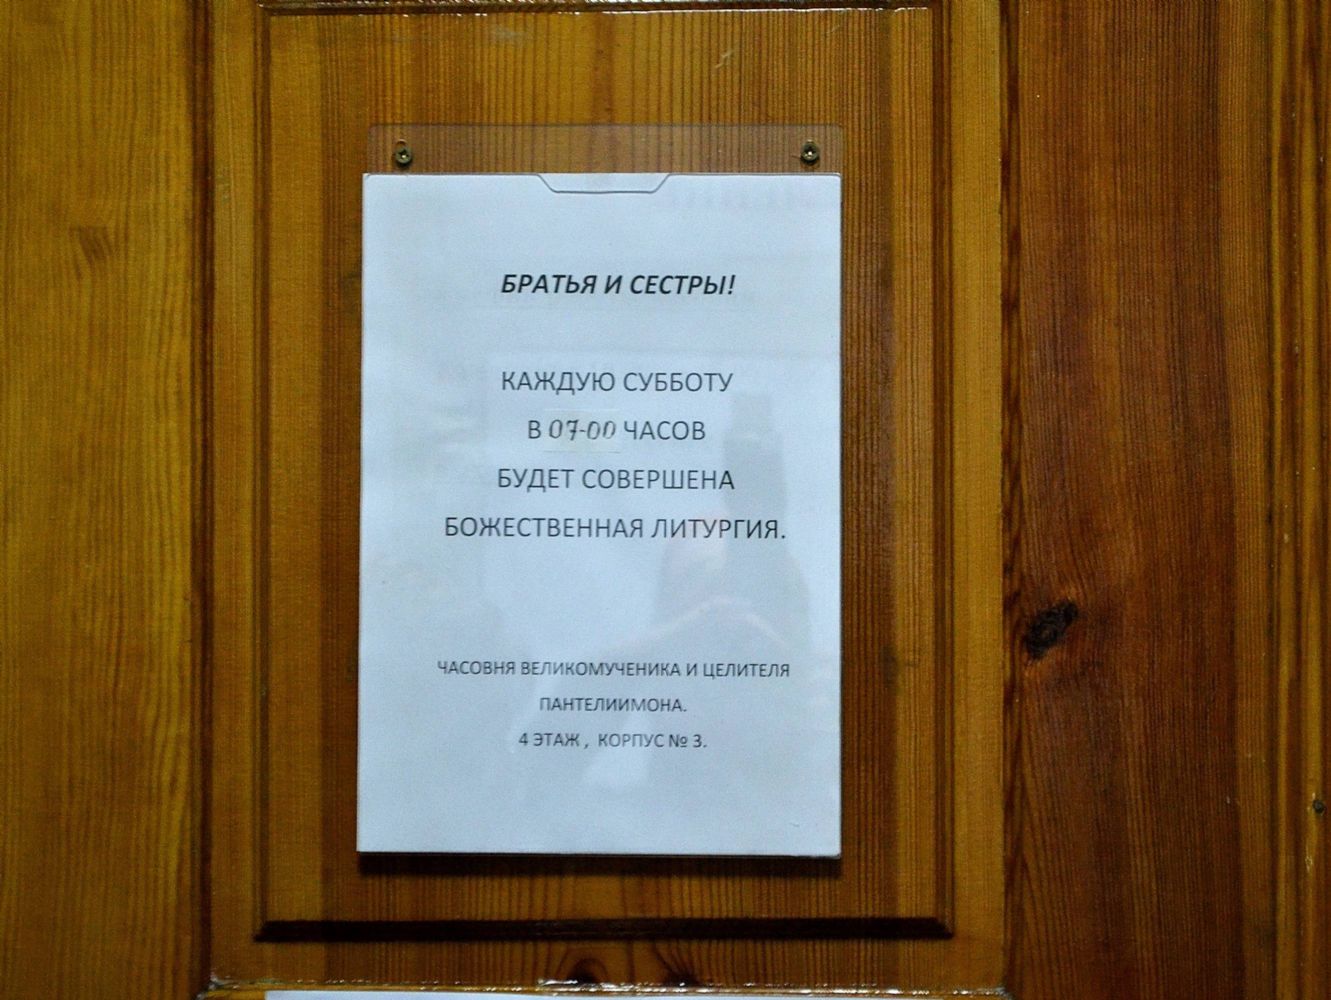 БРАТЬЯ И СЕСТРЫ!
КАЖДУЮ СУББОТУ
В 07-00 ЧАСОВ
БУДЕТ СОВЕРШЕНА
БОЖЕСТВЕННАЯ ЛИТУРГИЯ.
ЧАСОВНЯ ВЕЛИКОМУЧЕНИКА И ЦЕЛИТЕЛЯ
ПАНТЕЛИИМОНА.
4 ЭТАЖ , КОРПУС № 3.